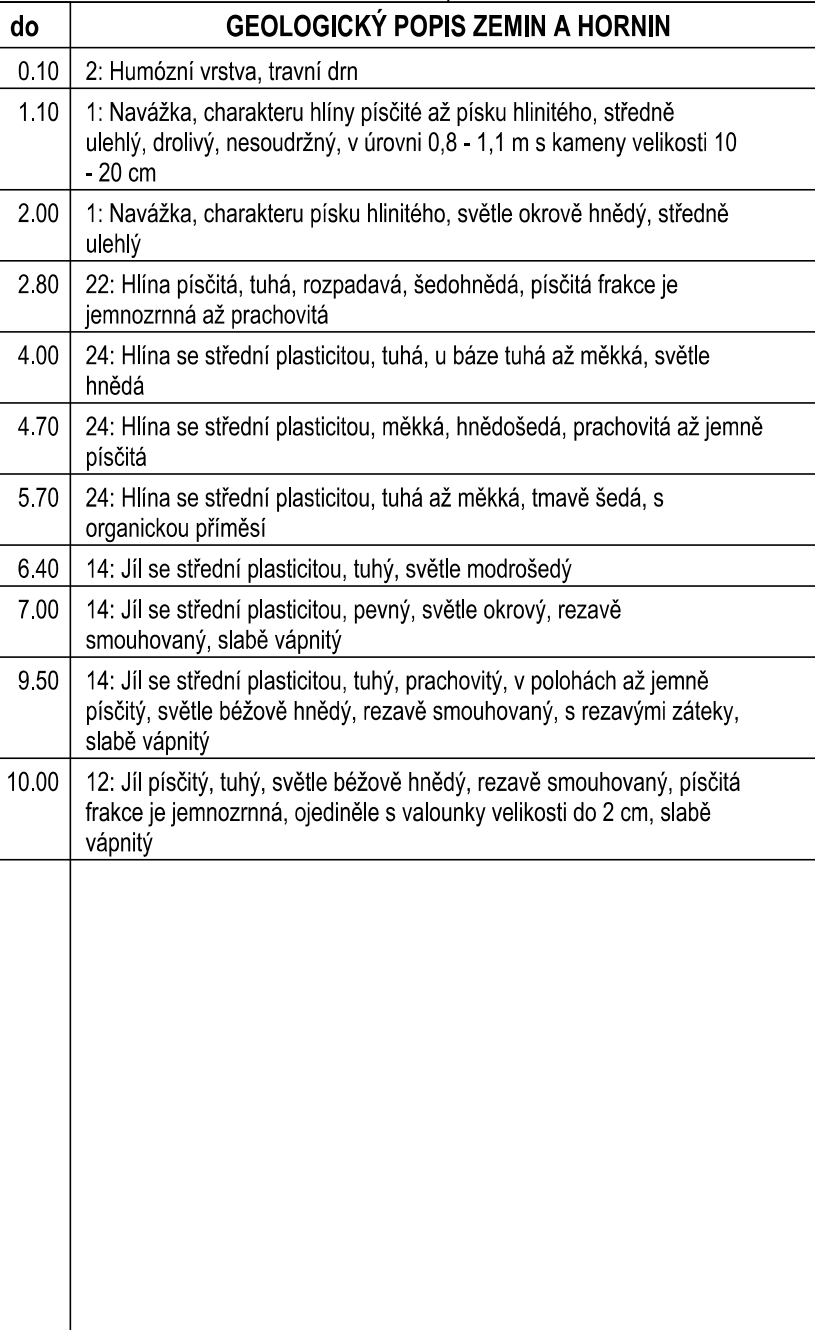 do GEOLOGICKÝ POPIS ZEMIN A HORNIN
0.10 2: Humózní vrstva, travní drn
1.10 1: Navážka, charakteru hlíny písčité až písku hlinitého, středně
ulehlý, drolivý, nesoudržný, v úrovni 0,8 - 1,1 m s kameny velikosti 10
- 20 cm
2.00 1: Navážka, charakteru písku hlinitého, světle okrově hnědý, středně
ulehlý
2.80 22: Hlína písčitá, tuhá, rozpadavá, šedohnědá, písčitá frakce je
jemnozrnná až prachovitá
4.00 24: Hlína se střední plasticitou, tuhá, u báze tuhá až měkká, světle
hnědá
4.70 24: Hlína se střední plasticitou, měkká, hnědošedá, prachovitá až jemně
písčitá
5.70 24: Hlína se střední plasticitou, tuhá až měkká, tmavě šedá, s
organickou příměsí
6.40 14: Jíl se střední plasticitou, tuhý, světle modrošedý
7.00 14: Jíl se střední plasticitou, pevný, světle okrový, rezavě
smouhovaný, slabě vápnitý
9.50 14: Jíl se střední plasticitou, tuhý, prachovitý, v polohách až jemně
písčitý, světle béžově hnědý, rezavě smouhovaný, s rezavými záteky,
slabě vápnitý
10.00 12: Jíl písčitý, tuhý, světle béžově hnědý, rezavě smouhovaný, písčitá
frakce je jemnozrnná, ojediněle s valounky velikosti do 2 cm, slabě
vápnitý